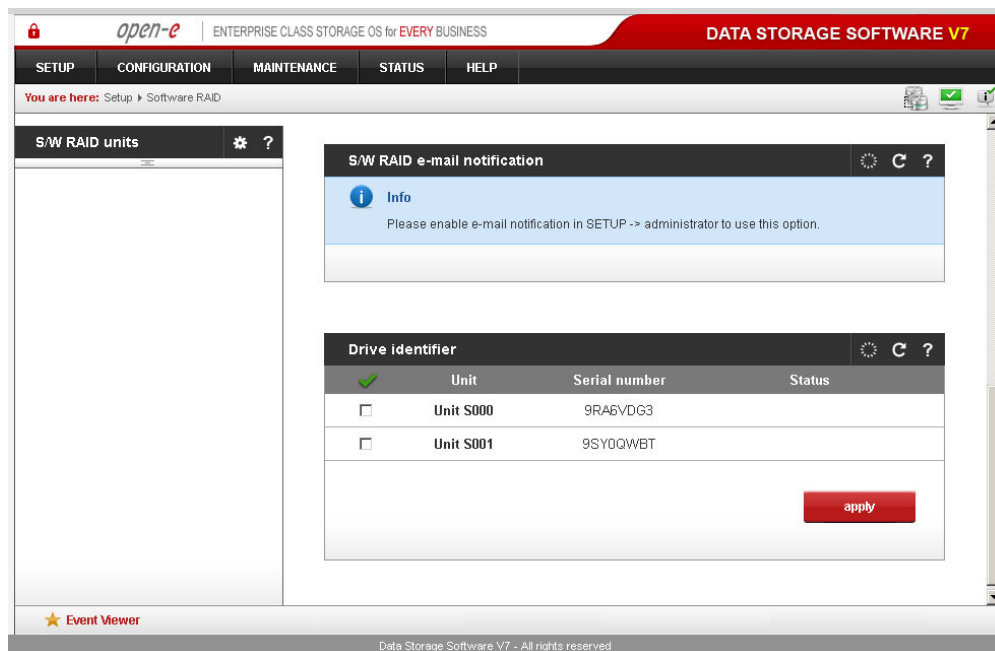 open-e ENTERPRISE CLASS STORAGE OS for EVERY BUSINESS DATA STORAGE SOFTWARE V7
SETUP CONFIGURATION MAINTENANCE STATUS HELP
You are here: Setup Software RAID
S/W RAID units ?
S/W RAID e-mail notification ?
Info
Please enable e-mail notification in SETUP -> administrator to use this option.
Drive identifier ?
Unit Serial number Status
Unit S000 9RA6VDG3
Unit S001 9SY0QWBT
apply
Event Viewer
Data Storage Software V7 - All rights reserved